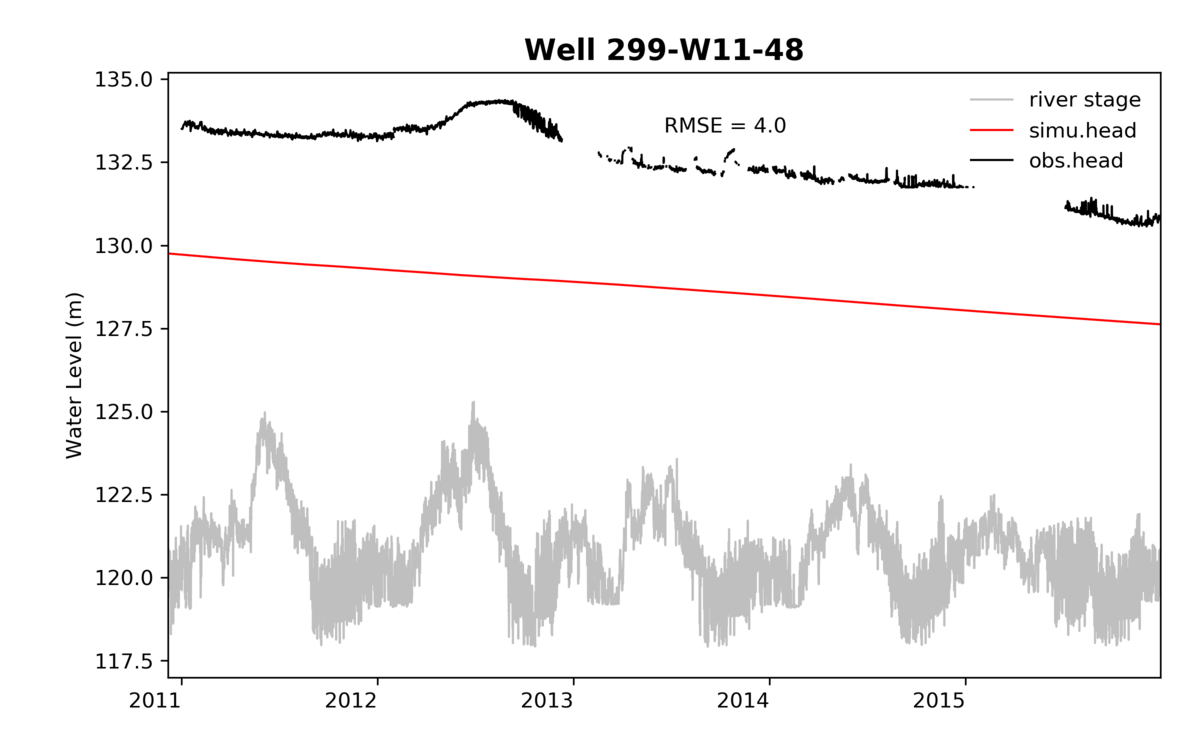 Well 299-W11-48
135.0
132.5
130.0
127.5
125.0
122.5
120.0
117.5
Water Level (m)
RMSE = 4.0
river stage
simu.head
obs.head
2011 2012 2013 2014 2015